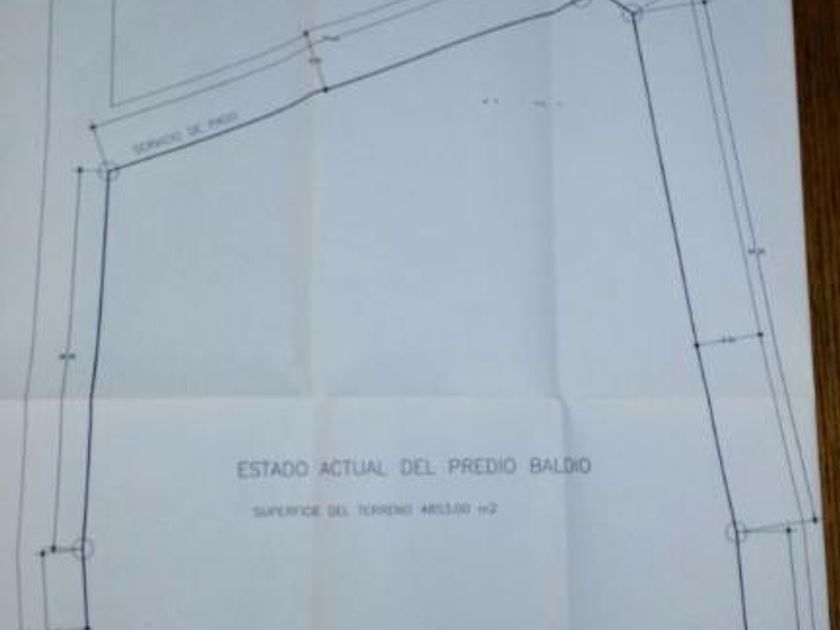 SERVICIO DE PASO
ESTADO ACTUAL DEL PREDIO BALDIO
SUPERFICIE DEL TERRENO 4853.00 m2